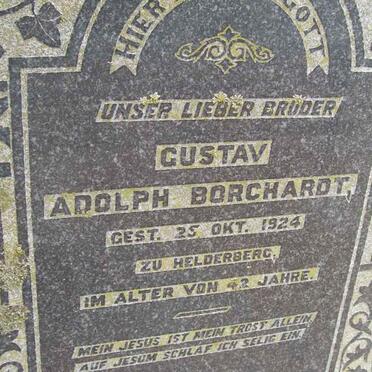 HIER
GOTT
UNSER LIEBER BRUDER
GUSTAV
ADOLPH BORCHARDT,
GEST. 25 OKT. 1924
ZU HELDERBERG,
IM ALTER VON 42 JAHRE.
MEIN JESUS IST MEIN TROST ALLEIN
AUF JESUM SCHLAF ICH SELIG EIN.